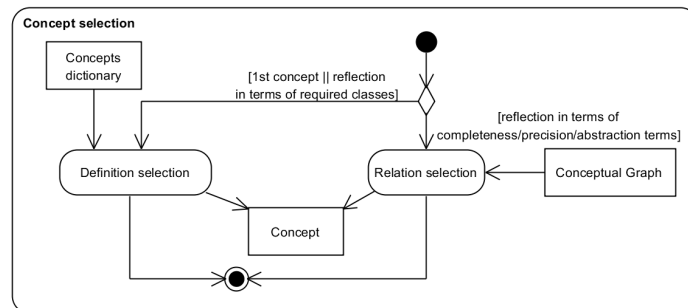 Concept selection
Concepts
dictionary
[1st concept || reflection
in terms of required classes]
[reflection in terms of
completeness/precision/abstraction terms]
Definition selection
Relation selection
Conceptual Graph
Concept